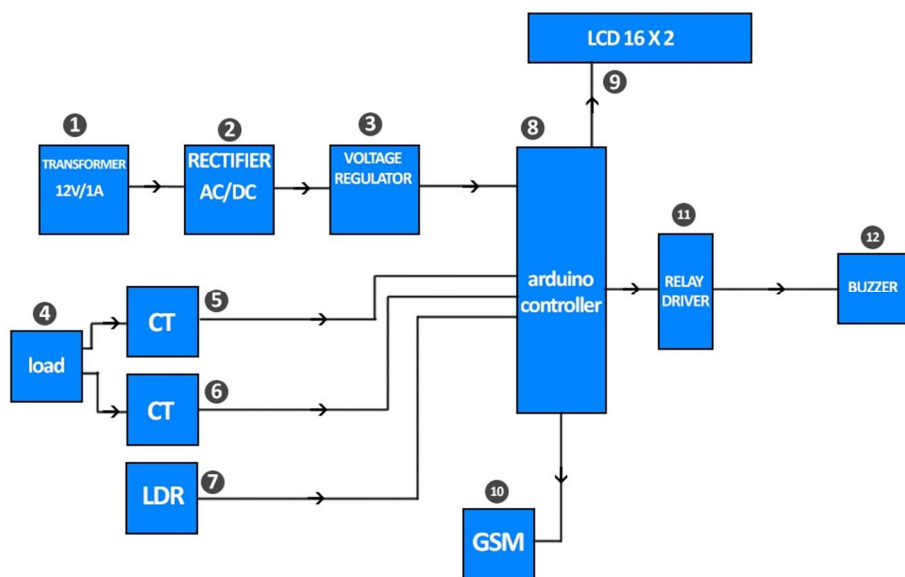 LCD 16 X 2
9
1
2
3
8
TRANSFORMER
12V/1A
RECTIFIER
AC/DC
VOLTAGE
REGULATOR
11
12
arduino
controller
RELAY
DRIVER
BUZZER
4
load
5
CT
6
CT
7
LDR
10
GSM